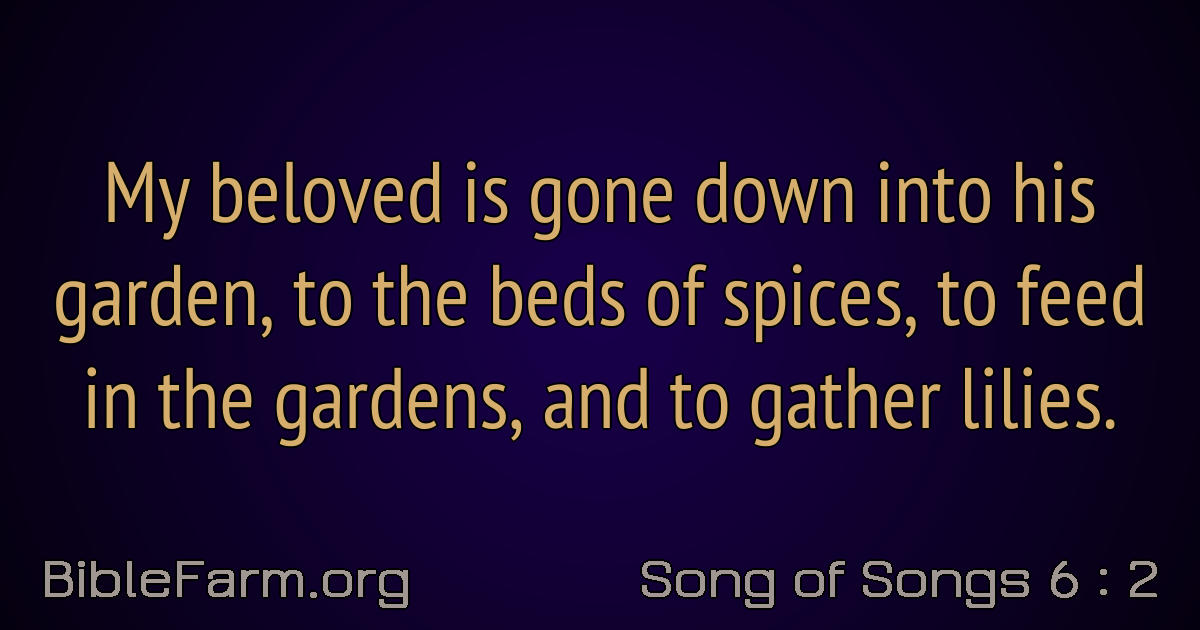 My beloved is gone down into his
garden, to the beds of spices, to feed
in the gardens, and to gather lilies.
BibleFarm.org
Song of Songs 6 : 2